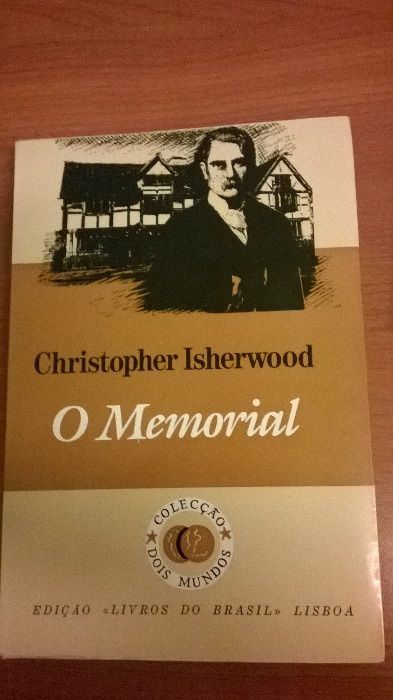 Christopher Isherwood
O Memorial
COLECÇÃO
DOIS MUNDOS
EDIÇÃO «LIVROS DO BRASIL» LISBOA